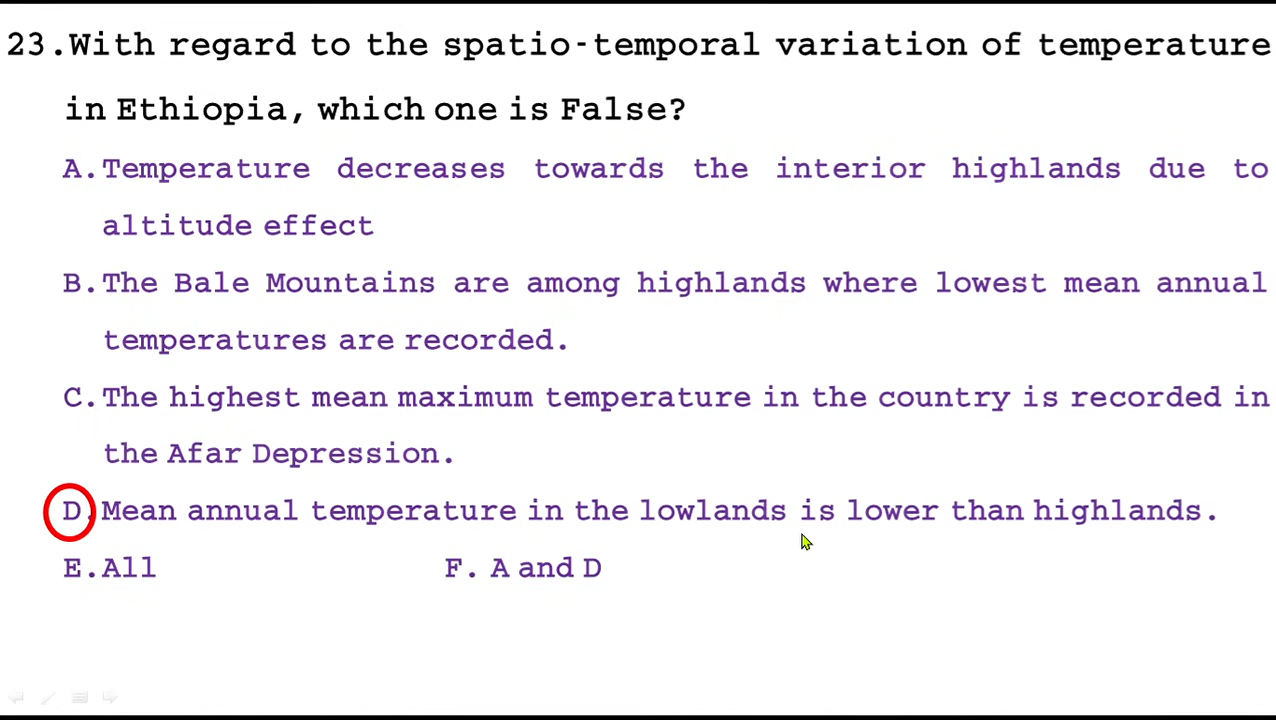 23.With regard to the spatio-temporal variation of temperature
in Ethiopia, which one is False?
A.Temperature decreases towards the interior highlands due to
altitude effect
B.The Bale Mountains are among highlands where lowest mean annual
temperatures are recorded.
C.The highest mean maximum temperature in the country is recorded in
the Afar Depression.
D.Mean annual temperature in the lowlands is lower than highlands.
E.All F. A and D